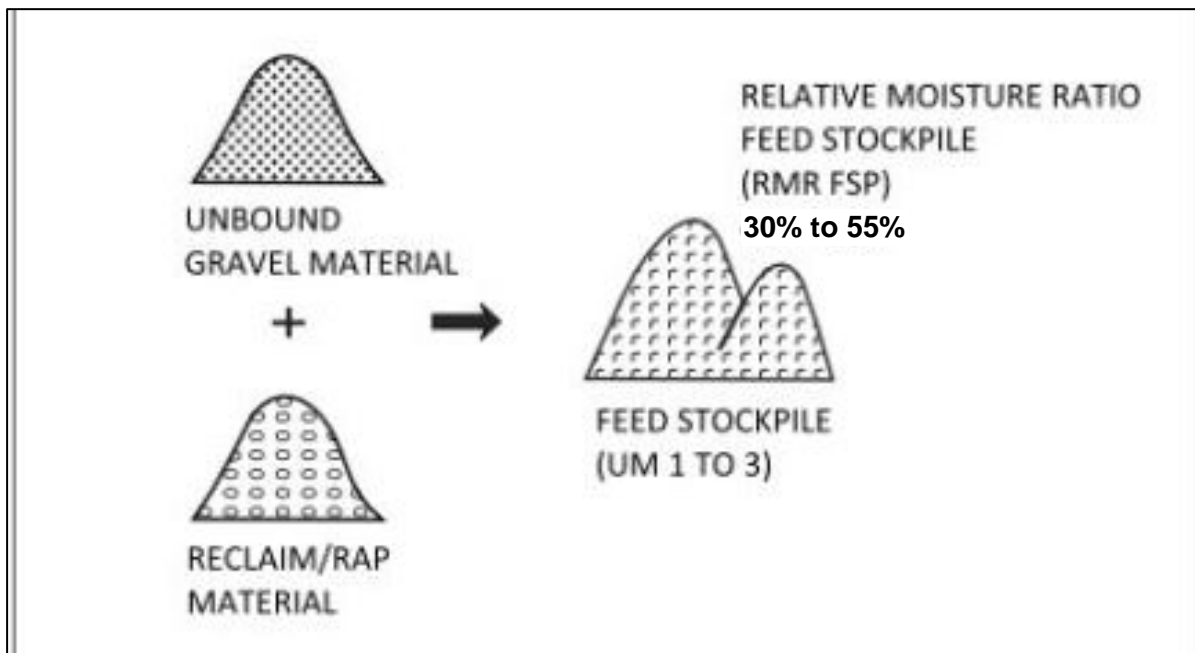 UNBOUND
GRAVEL MATERIAL
+
RECLAIM/RAP
MATERIAL
RELATIVE MOISTURE RATIO
FEED STOCKPILE
(RMR FSP)
30% to 55%
FEED STOCKPILE
(UM 1 TO 3)